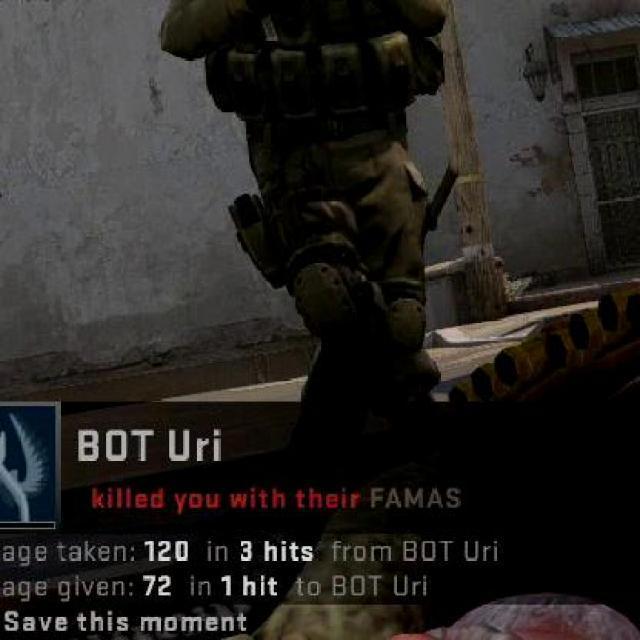 BOT Uri
killed you with their FAMAS
age taken: 120 in 3 hits from BOT Uri
age given: 72 in 1 hit to BOT Uri
Save this moment